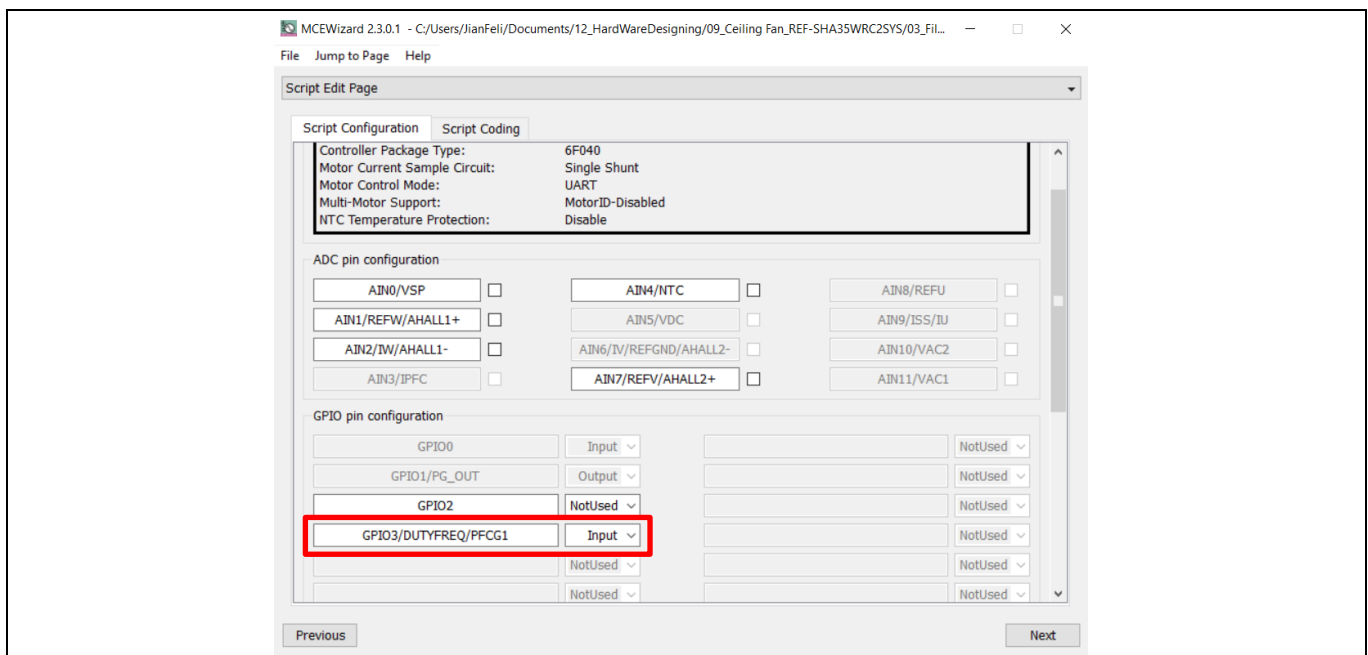 MCEWizard 2.3.0.1 - C:/Users/JianFeli/Documents/12_HardWareDesigning/09_Ceiling Fan_REF-SHA35WRC2SYS/03_Fil...
File Jump to Page Help
Script Edit Page
Script Configuration Script Coding
Controller Package Type: 6F040
Motor Current Sample Circuit: Single Shunt
Motor Control Mode: UART
Multi-Motor Support: MotorID-Disabled
NTC Temperature Protection: Disable
ADC pin configuration
AIN0/VSP AIN4/NTC AIN8/REFU
AIN1/REFW/AHALL1+ AIN5/VDC AIN9/ISS/IU
AIN2/IW/AHALL1- AIN6/IV/REFGND/AHALL2- AIN10/VAC2
AIN3/IPFC AIN7/REFV/AHALL2+ AIN11/VAC1
GPIO pin configuration
GPIO0 Input NotUsed
GPIO1/PG_OUT Output NotUsed
GPIO2 NotUsed NotUsed
GPIO3/DUTYFREQ/PFCG1 Input NotUsed
NotUsed NotUsed
NotUsed NotUsed
Previous Next